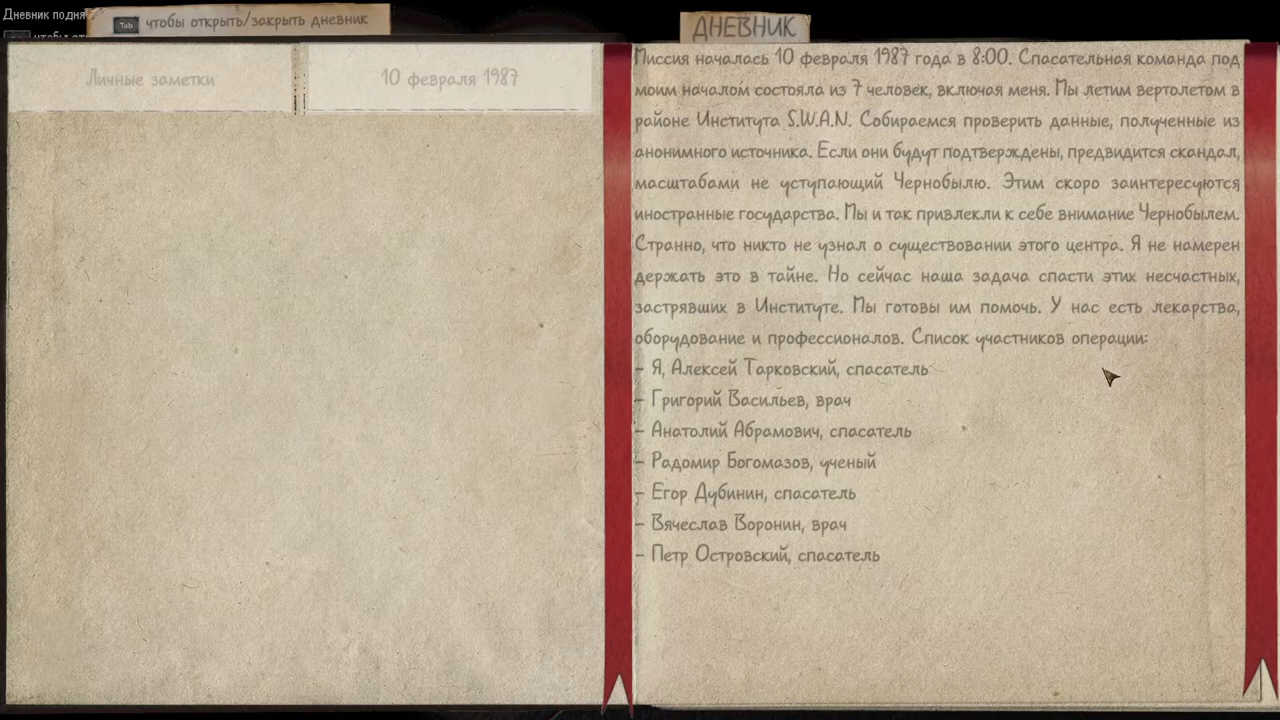 Дневник подня
Tab чтобы открыть/закрыть дневник
чтобы от
ДНЕВНИК
Личные заметки
10 февраля 1987
Миссия началась 10 февраля 1987 года в 8:00. Спасательная команда под
моим началом состояла из 7 человек, включая меня. Мы летим вертолетом в
районе Института S.W.A.N. Собираемся проверить данные, полученные из
анонимного источника. Если они будут подтверждены, предвидится скандал,
масштабами не уступающий Чернобылю. Этим скоро заинтересуются
иностранные государства. Мы и так привлекли к себе внимание Чернобылем.
Странно, что никто не узнал о существовании этого центра. Я не намерен
держать это в тайне. Но сейчас наша задача спасти этих несчастных,
застрявших в Институте. Мы готовы им помочь. У нас есть лекарства,
оборудование и профессионалов. Список участников операции:
– Я, Алексей Тарковский, спасатель
– Григорий Васильев, врач
– Анатолий Абрамович, спасатель
– Радомир Богомазов, ученый
– Егор Дубинин, спасатель
– Вячеслав Воронин, врач
– Петр Островский, спасатель